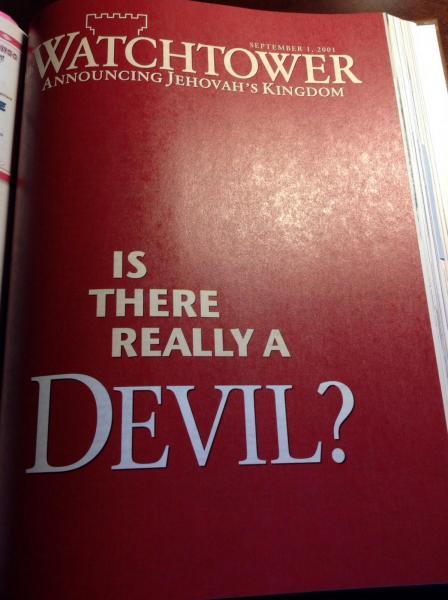 SEPTEMBER 1, 2001
WATCHTOWER
ANNOUNCING JEHOVAH'S KINGDOM
IS
THERE
REALLY A
DEVIL?